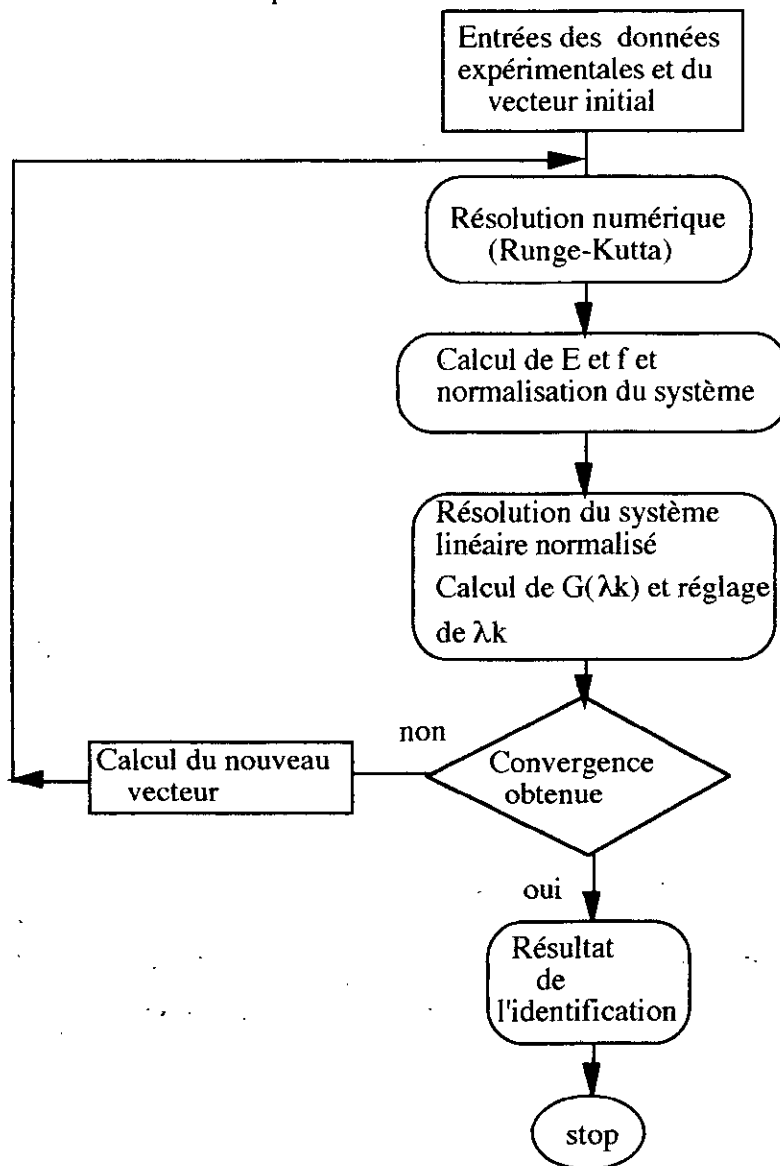 Entrées des données
expérimentales et du
vecteur initial
Résolution numérique
(Runge-Kutta)
Calcul de E et f et
normalisation du système
Résolution du système
linéaire normalisé
Calcul de G(λk) et réglage
de λk
non
Calcul du nouveau
vecteur
Convergence
obtenue
oui
Résultat
de
l'identification
stop